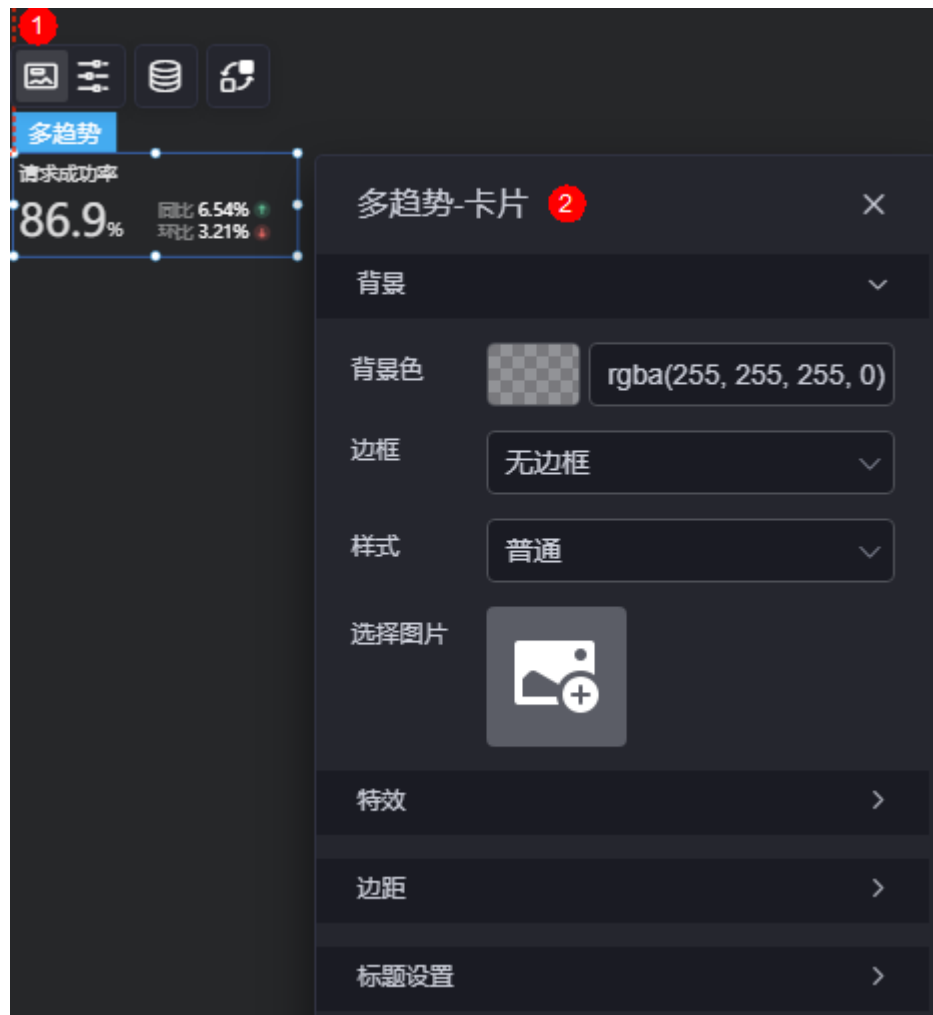 1
多趋势
请求成功率
86.9%
同比 6.54%
环比 3.21%
多趋势-卡片 2
背景
背景色 rgba(255, 255, 255, 0)
边框 无边框
样式 普通
选择图片
特效
边距
标题设置